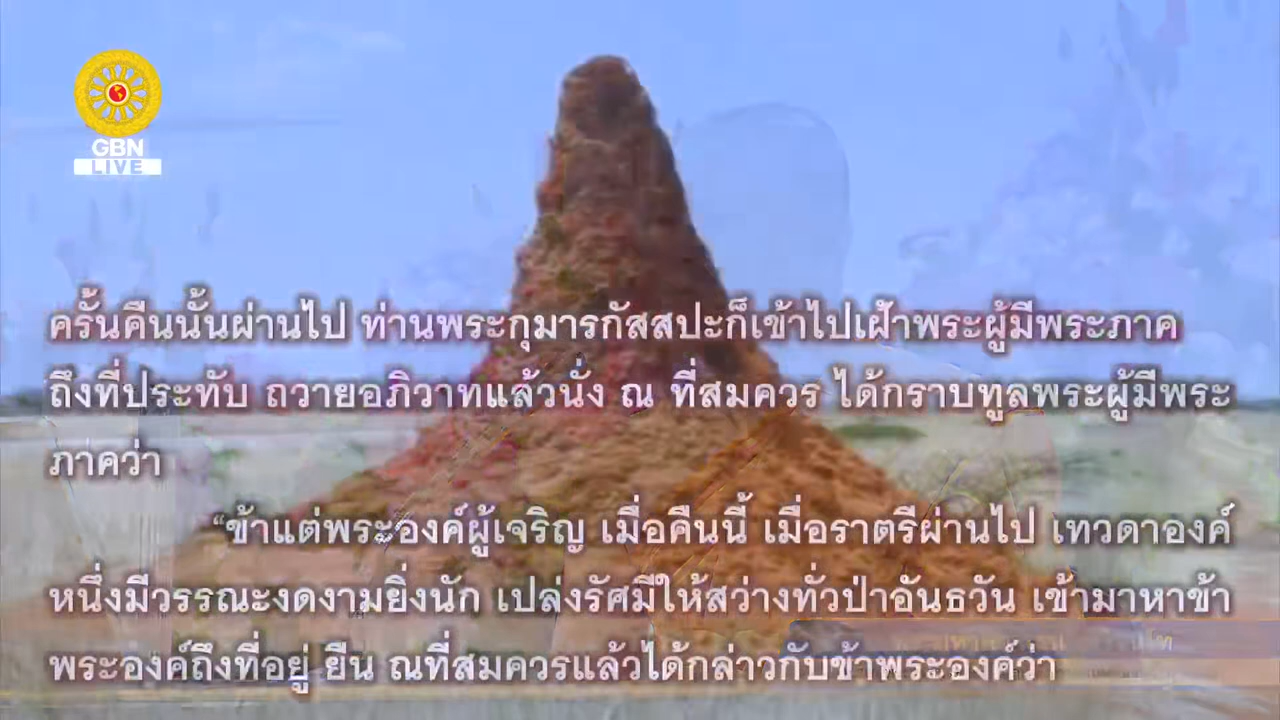 GBN
LIVE
ครั้นคืนนั้นผ่านไป ท่านพระกุมารกัสสปะก็เข้าไปเฝ้าพระผู้มีพระภาค
ถึงที่ประทับ ถวายอภิวาทแล้วนั่ง ณ ที่สมควร ได้กราบทูลพระผู้มีพระ
ภาคว่า
“ข้าแต่พระองค์ผู้เจริญ เมื่อคืนนี้ เมื่อราตรีผ่านไป เทวดาองค์
หนึ่งมีวรรณะงดงามยิ่งนัก เปล่งรัศมีให้สว่างทั่วป่าอันธวัน เข้ามาหาข้า
พระองค์ถึงที่อยู่ ยืน ณที่สมควรแล้วได้กล่าวกับข้าพระองค์ว่า